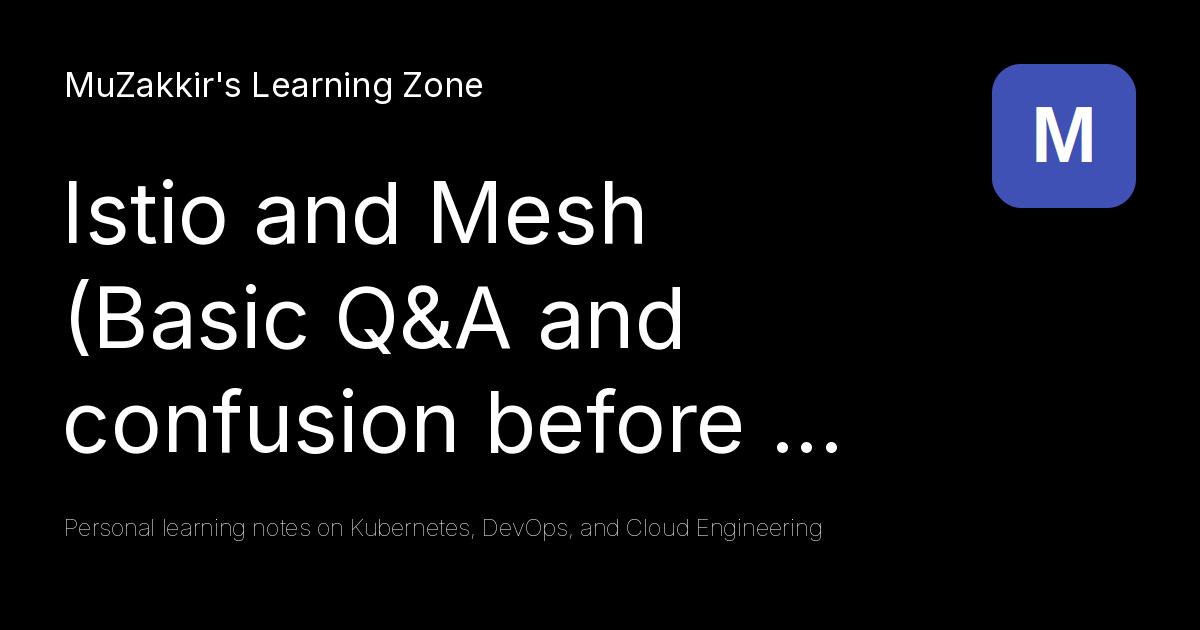 MuZakkir's Learning Zone
M
Istio and Mesh
(Basic Q&A and
confusion before ...
Personal learning notes on Kubernetes, DevOps, and Cloud Engineering